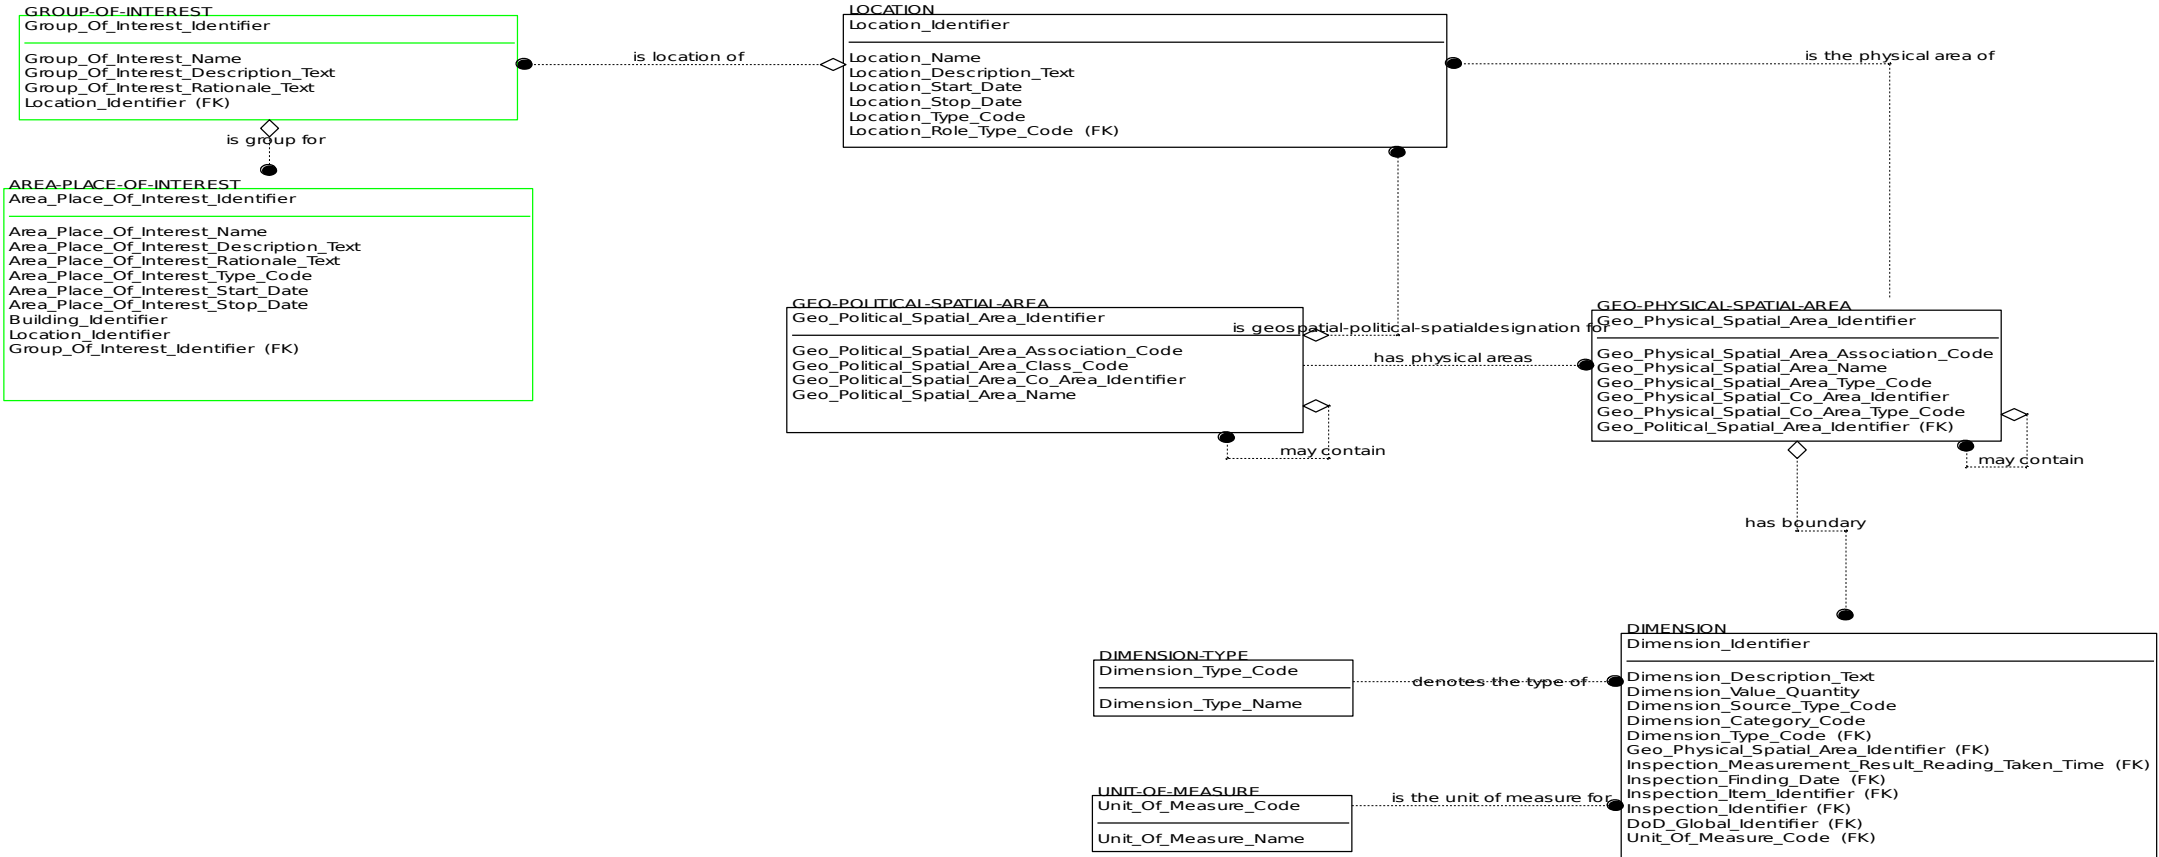 GROUP-OF-INTEREST
Group_Of_Interest_Identifier
Group_Of_Interest_Name
Group_Of_Interest_Description_Text
Group_Of_Interest_Rationale_Text
Location_Identifier (FK)
is location of
LOCATION
Location_Identifier
Location_Name
Location_Description_Text
Location_Start_Date
Location_Stop_Date
Location_Type_Code
Location_Role_Type_Code (FK)
is the physical area of
is group for
AREA-PLACE-OF-INTEREST
Area_Place_Of_Interest_Identifier
Area_Place_Of_Interest_Name
Area_Place_Of_Interest_Description_Text
Area_Place_Of_Interest_Rationale_Text
Area_Place_Of_Interest_Type_Code
Area_Place_Of_Interest_Start_Date
Area_Place_Of_Interest_Stop_Date
Building_Identifier
Location_Identifier
Group_Of_Interest_Identifier (FK)
GEO-POLITICAL-SPATIAL-AREA
Geo_Political_Spatial_Area_Identifier
Geo_Political_Spatial_Area_Association_Code
Geo_Political_Spatial_Area_Class_Code
Geo_Political_Spatial_Area_Co_Area_Identifier
Geo_Political_Spatial_Area_Name
is geospatial-political-spatialdesignation for
has physical areas
may contain
GEO-PHYSICAL-SPATIAL-AREA
Geo_Physical_Spatial_Area_Identifier
Geo_Physical_Spatial_Area_Association_Code
Geo_Physical_Spatial_Area_Name
Geo_Physical_Spatial_Area_Type_Code
Geo_Physical_Spatial_Co_Area_Identifier
Geo_Physical_Spatial_Co_Area_Type_Code
Geo_Political_Spatial_Area_Identifier (FK)
may contain
has boundary
DIMENSION-TYPE
Dimension_Type_Code
Dimension_Type_Name
denotes the type of
UNIT-OF-MEASURE
Unit_Of_Measure_Code
Unit_Of_Measure_Name
is the unit of measure for
DIMENSION
Dimension_Identifier
Dimension_Description_Text
Dimension_Value_Quantity
Dimension_Source_Type_Code
Dimension_Category_Code
Dimension_Type_Code (FK)
Geo_Physical_Spatial_Area_Identifier (FK)
Inspection_Measurement_Result_Reading_Taken_Time (FK)
Inspection_Finding_Date (FK)
Inspection_Item_Identifier (FK)
Inspection_Identifier (FK)
DoD_Global_Identifier (FK)
Unit_Of_Measure_Code (FK)